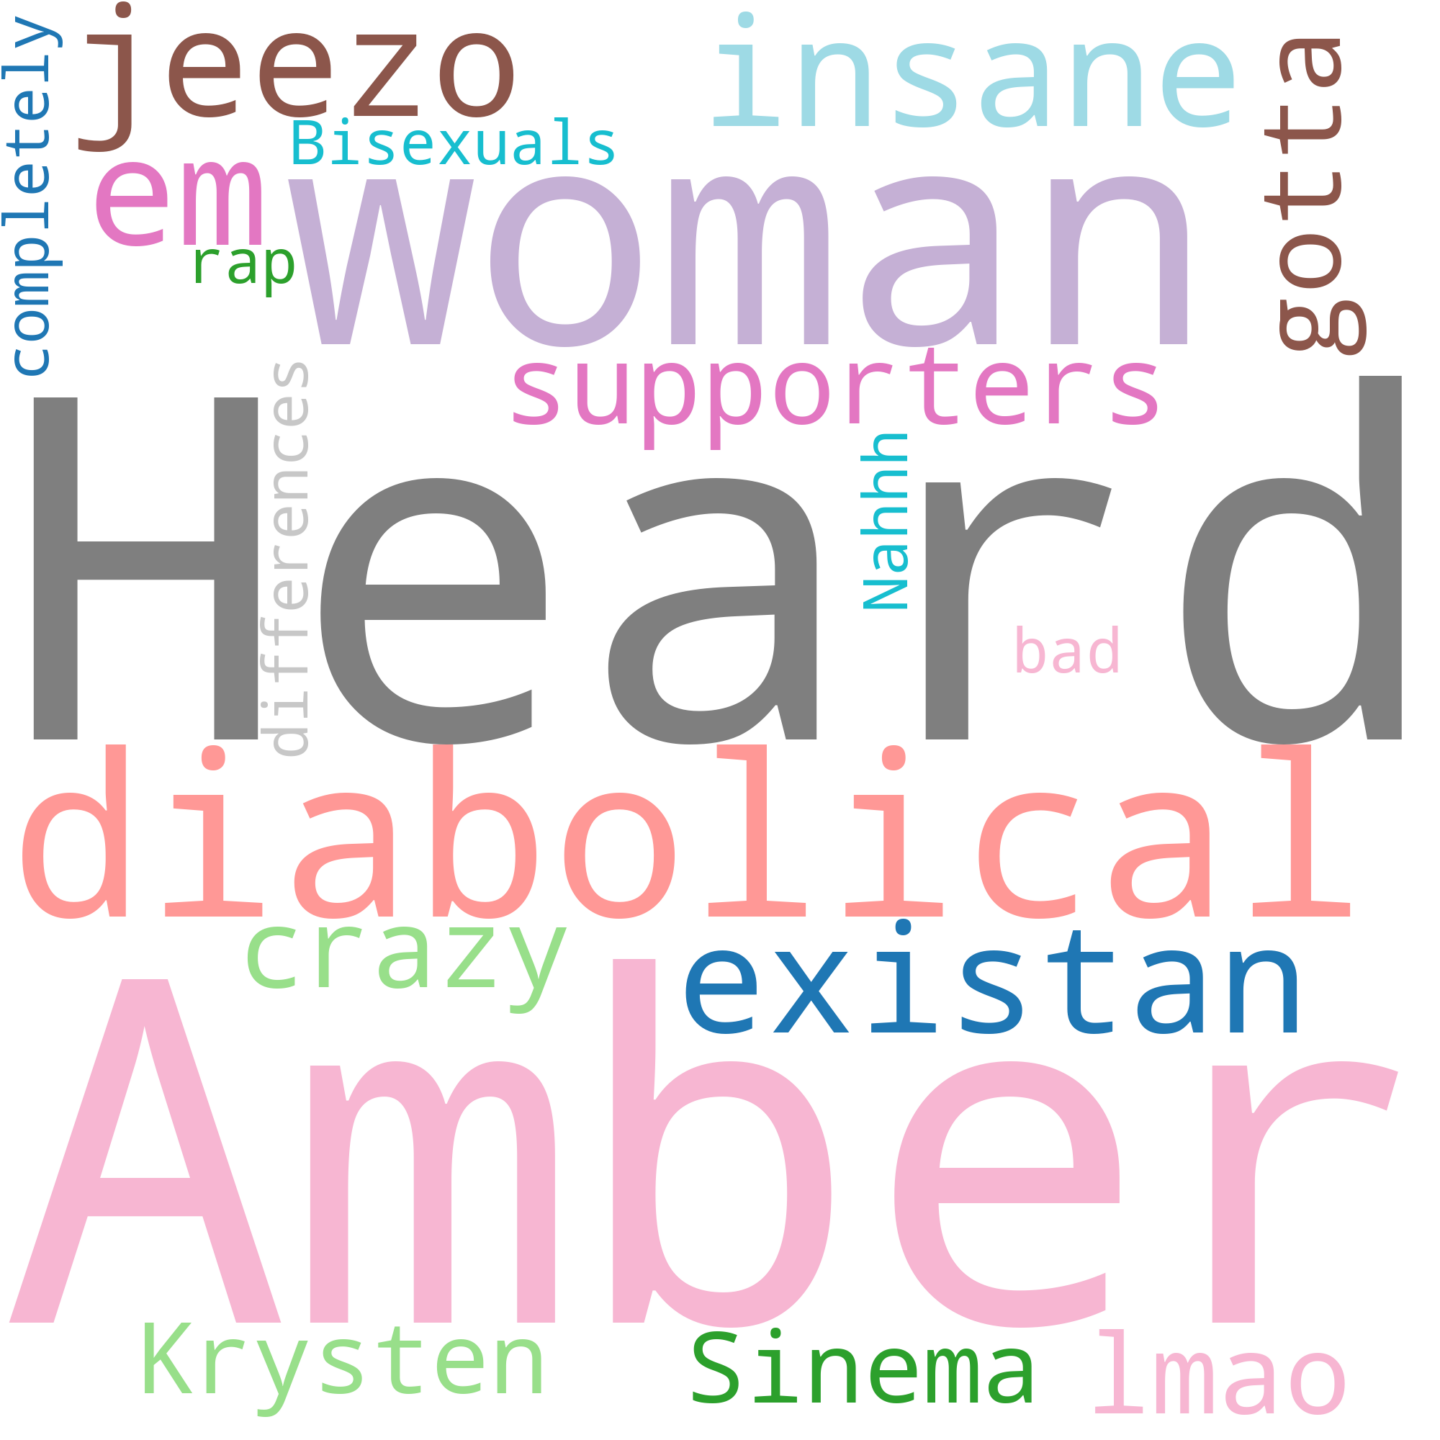 completely
jeezo
insane
gotta
Bisexuals
em
woman
rap
supporters
differences
Heard
Nahhh
bad
diabolical
crazy
existan
Amber
Krysten
Sinema
lmao